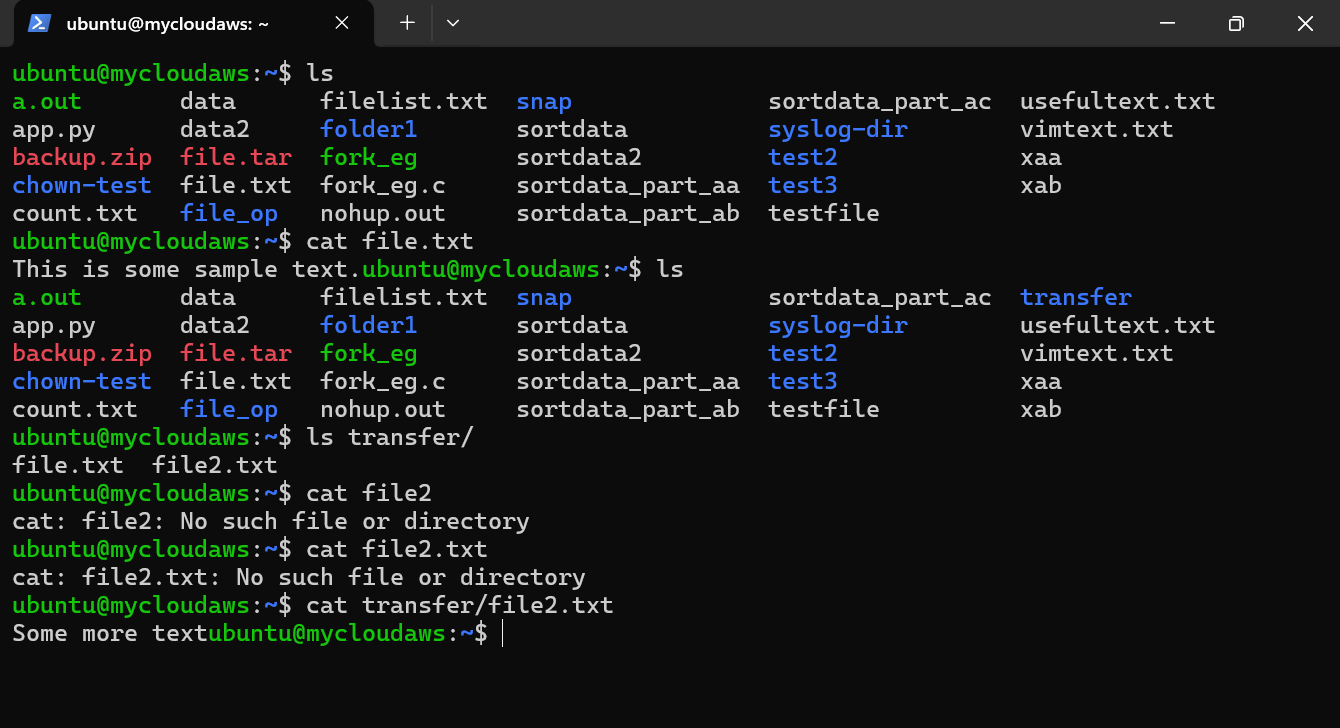 ubuntu@mycloudaws: ~
ubuntu@mycloudaws:~$ ls
a.out       data      filelist.txt  snap              sortdata_part_ac  usefultext.txt
app.py      data2     folder1       sortdata          syslog-dir        vimtext.txt
backup.zip  file.tar  fork_eg       sortdata2         test2             xaa
chown-test  file.txt  fork_eg.c     sortdata_part_aa  test3             xab
count.txt   file_op   nohup.out     sortdata_part_ab  testfile
ubuntu@mycloudaws:~$ cat file.txt
This is some sample text.ubuntu@mycloudaws:~$ ls
a.out       data      filelist.txt  snap              sortdata_part_ac  transfer
app.py      data2     folder1       sortdata          syslog-dir        usefultext.txt
backup.zip  file.tar  fork_eg       sortdata2         test2             vimtext.txt
chown-test  file.txt  fork_eg.c     sortdata_part_aa  test3             xaa
count.txt   file_op   nohup.out     sortdata_part_ab  testfile          xab
ubuntu@mycloudaws:~$ ls transfer/
file.txt  file2.txt
ubuntu@mycloudaws:~$ cat file2
cat: file2: No such file or directory
ubuntu@mycloudaws:~$ cat file2.txt
cat: file2.txt: No such file or directory
ubuntu@mycloudaws:~$ cat transfer/file2.txt
Some more textubuntu@mycloudaws:~$